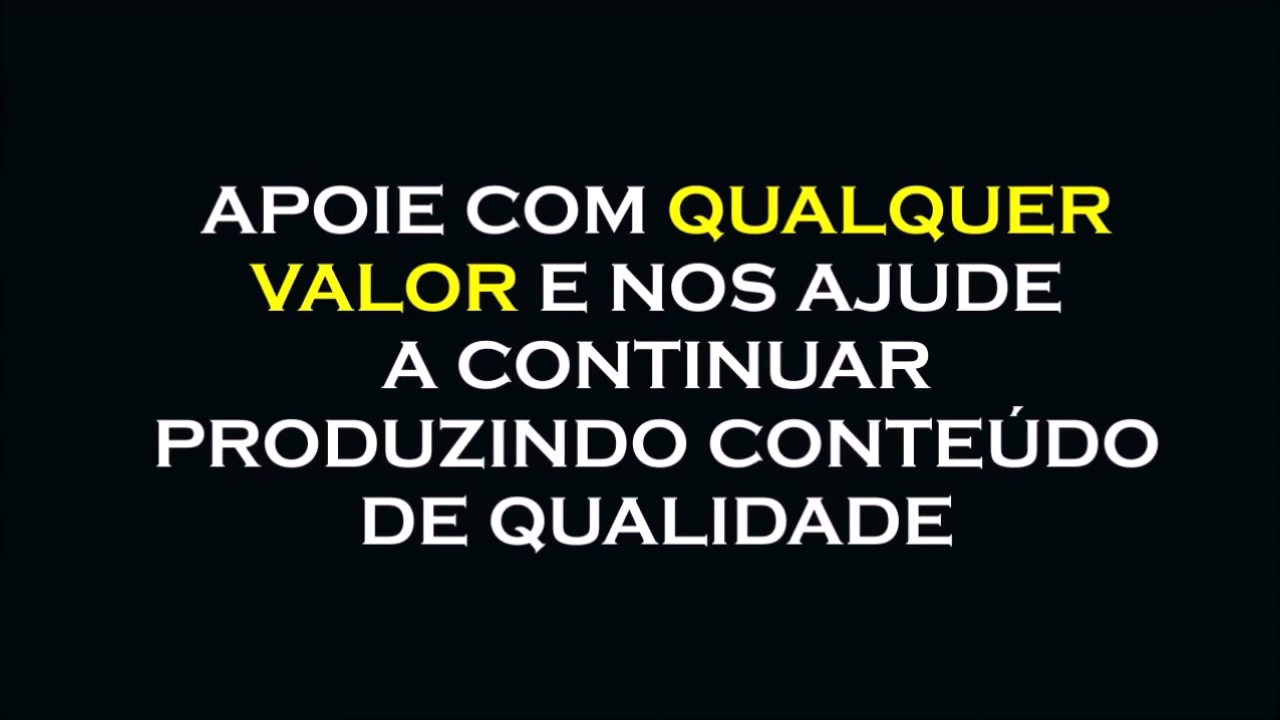 APOIE COM QUALQUER
VALOR E NOS AJUDE
A CONTINUAR
PRODUZINDO CONTEÚDO
DE QUALIDADE